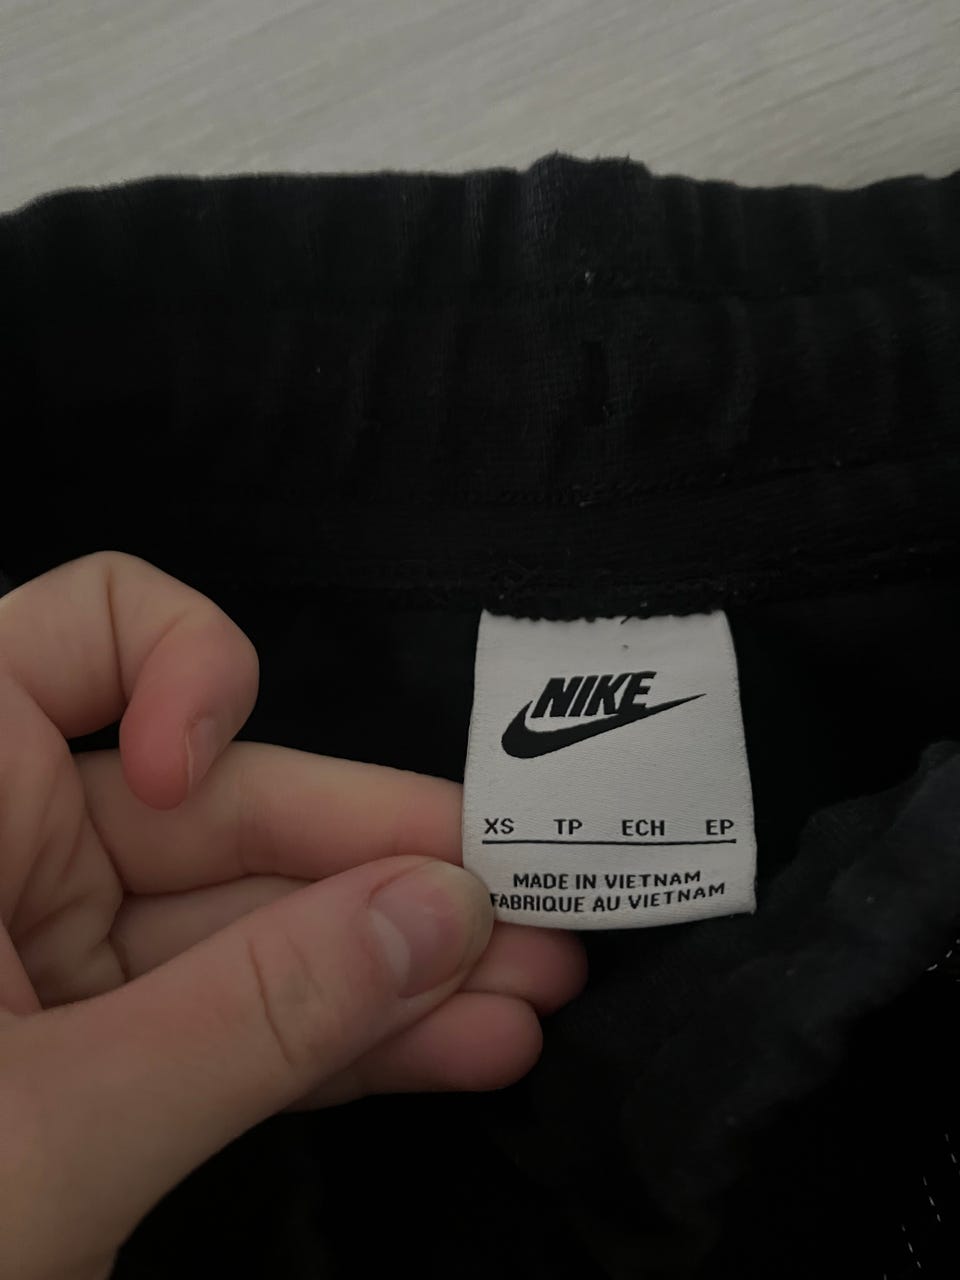 NIKE
XS TP ECH EP
MADE IN VIETNAM
FABRIQUE AU VIETNAM